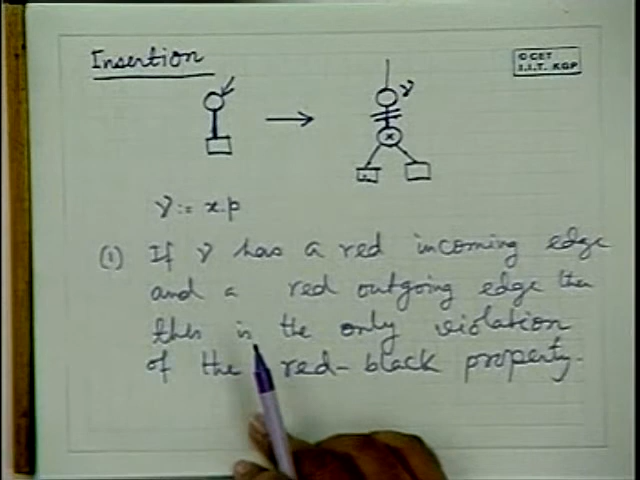 Insertion
© CET
I.I.T. KGP
ν
x
ν := x.p
(1) If ν has a red incoming edge
and a red outgoing edge then
this is the only violation
of the red-black property.